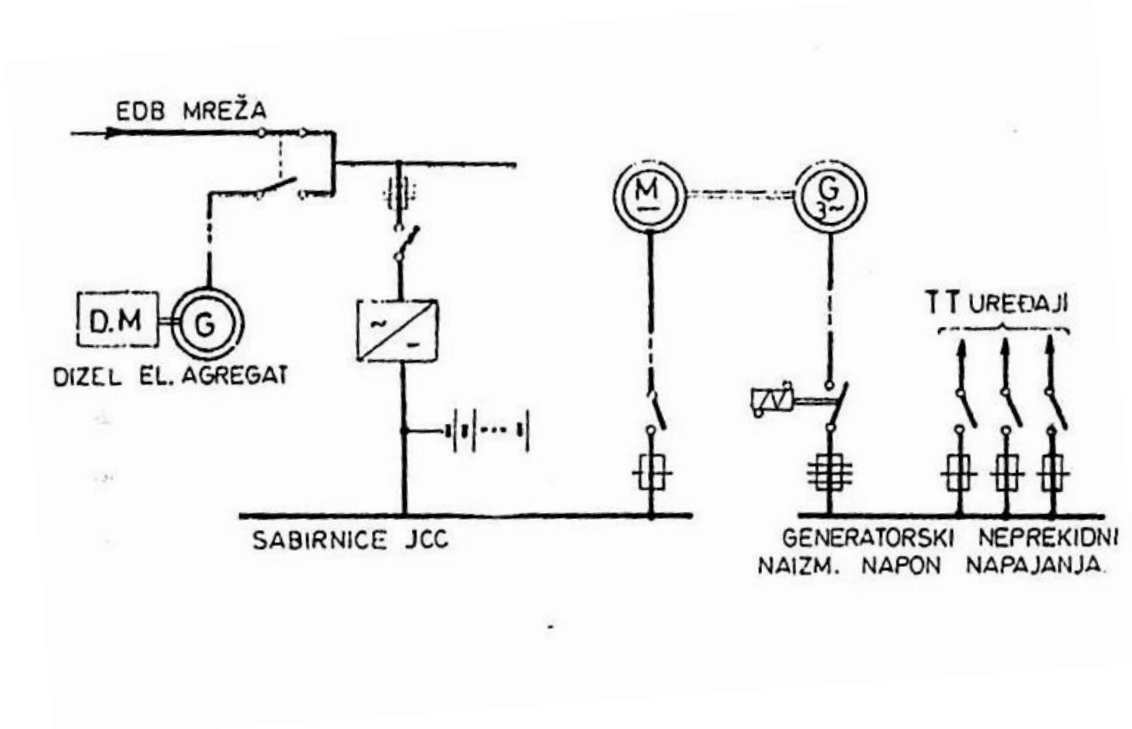 EDB MREŽA
M
G
3~
D.M
G
~
-
TT UREĐAJI
DIZEL EL. AGREGAT
SABIRNICE JCC
GENERATORSKI NEPREKIDNI
NAIZM. NAPON NAPAJANJA.